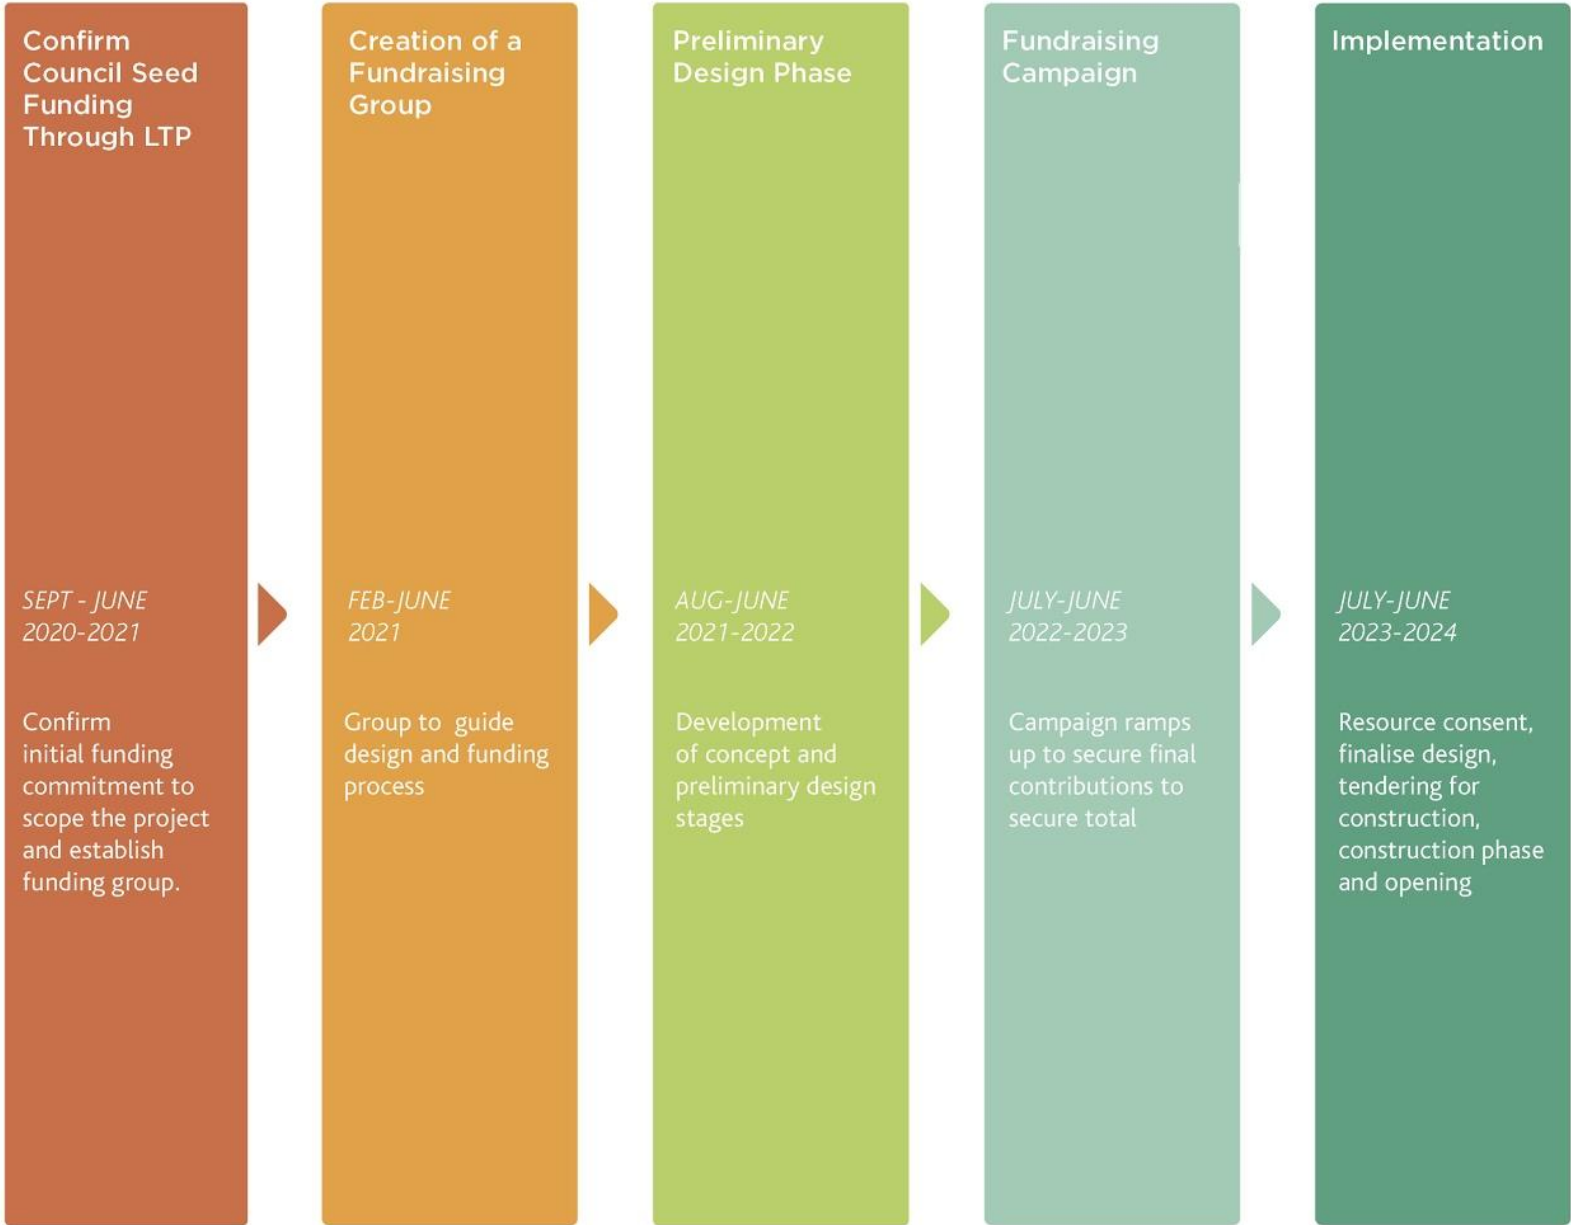 Confirm
Council Seed
Funding
Through LTP
SEPT - JUNE
2020-2021
Confirm
initial funding
commitment to
scope the project
and establish
funding group.
Creation of a
Fundraising
Group
FEB-JUNE
2021
Group to  guide
design and funding
process
Preliminary
Design Phase
AUG-JUNE
2021-2022
Development
of concept and
preliminary design
stages
Fundraising
Campaign
JULY-JUNE
2022-2023
Campaign ramps
up to secure final
contributions to
secure total
Implementation
JULY-JUNE
2023-2024
Resource consent,
finalise design,
tendering for
construction,
construction phase
and opening